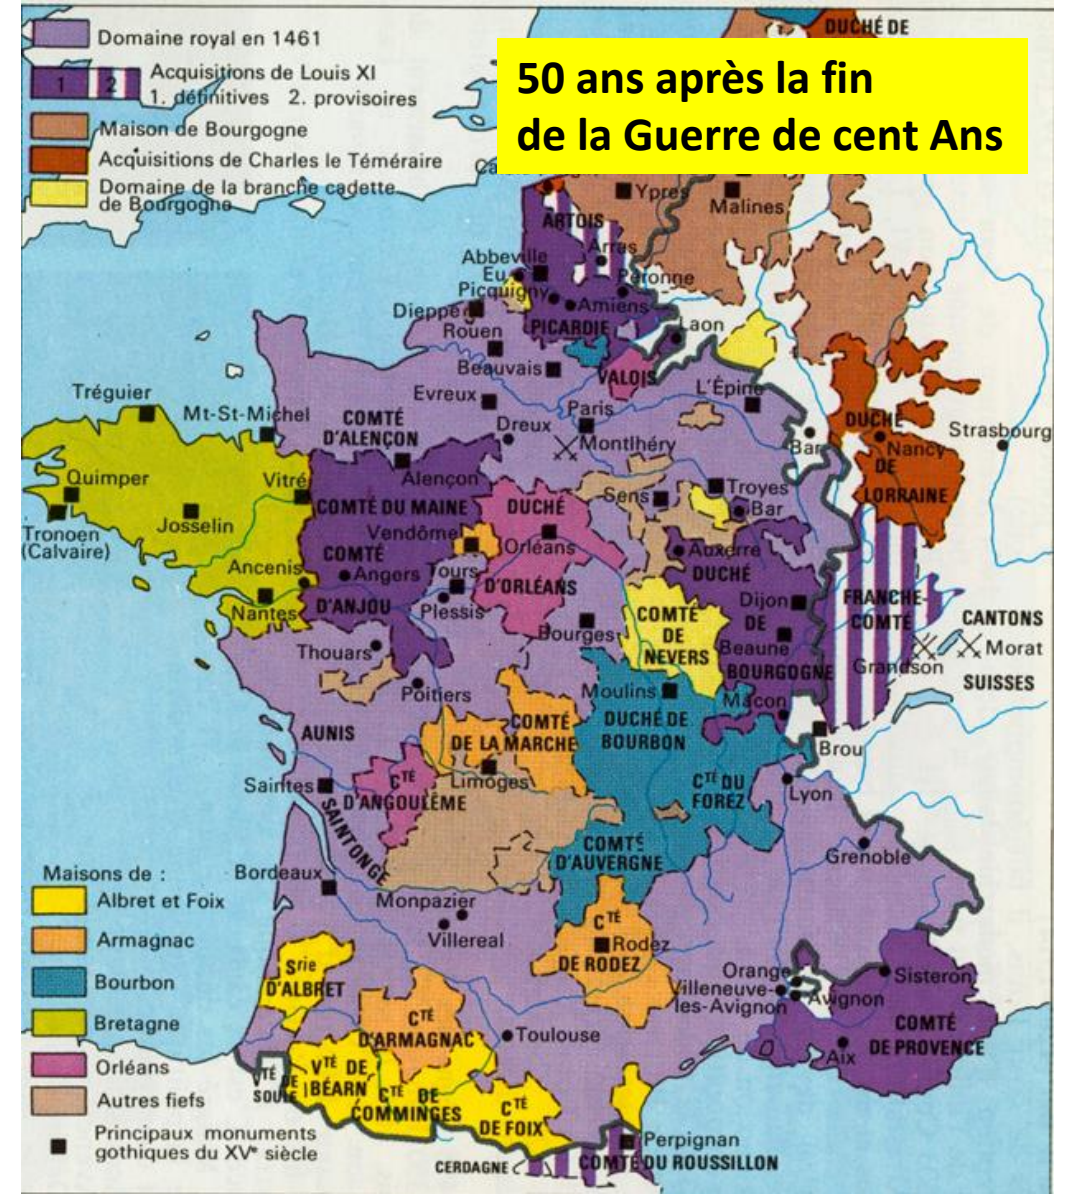 Domaine royal en 1461
1 2 Acquisitions de Louis XI
1. définitives 2. provisoires
Maison de Bourgogne
Acquisitions de Charles le Téméraire
Domaine de la branche cadette
de Bourgogne
DUCHÉ DE
50 ans après la fin
de la Guerre de cent Ans
Ypres
Malines
ARTOIS
Arras
Abbeville
Eu
Péronne
Picquigny
Amiens
Dieppe
PICARDIE
Rouen
Laon
Beauvais
VALOIS
L'Épine
Evreux
Tréguier
Mt-St-Michel
COMTÉ
D'ALENÇON
Paris
Dreux
Montlhéry
DUCHÉ
Strasbourg
Bar
Nancy
DE
LORRAINE
Quimper
Vitré
Alençon
COMTÉ DU MAINE
DUCHÉ
Sens
Troyes
Bar
Josselin
Tronoen
(Calvaire)
Vendôme
Orléans
Auxerre
COMTÉ
Ancenis
Angers
Tours
D'ORLÉANS
DUCHÉ
Nantes
D'ANJOU
Plessis
Dijon
DE
FRANCHE-
COMTÉ
CANTONS
Bourges
COMTÉ
DE
NEVERS
Beaune
BOURGOGNE
Grandson
Morat
SUISSES
Thouars
Poitiers
Moulins
Mâcon
AUNIS
COMTÉ
DE LA MARCHE
DUCHÉ DE
BOURBON
Brou
Saintes
CTÉ
D'ANGOULÊME
Limoges
CTÉ DU
FOREZ
Lyon
SAINTONGE
COMTÉ
D'AUVERGNE
Grenoble
Maisons de :
Bordeaux
Albret et Foix
Monpazier
Armagnac
Villereal
CTÉ
Rodez
DE RODEZ
Srie
D'ALBRET
Bourbon
Orange
Sisteron
Villeneuve-
les-Avignon
Avignon
Bretagne
CTÉ
D'ARMAGNAC
Toulouse
COMTÉ
DE PROVENCE
Aix
Orléans
VTÉ DE
SOULE
VTÉ DE
BÉARN
CTÉ DE
COMMINGES
Autres fiefs
CTÉ
DE FOIX
Principaux monuments
gothiques du XVe siècle
Perpignan
CERDAGNE
COMTÉ DU ROUSSILLON